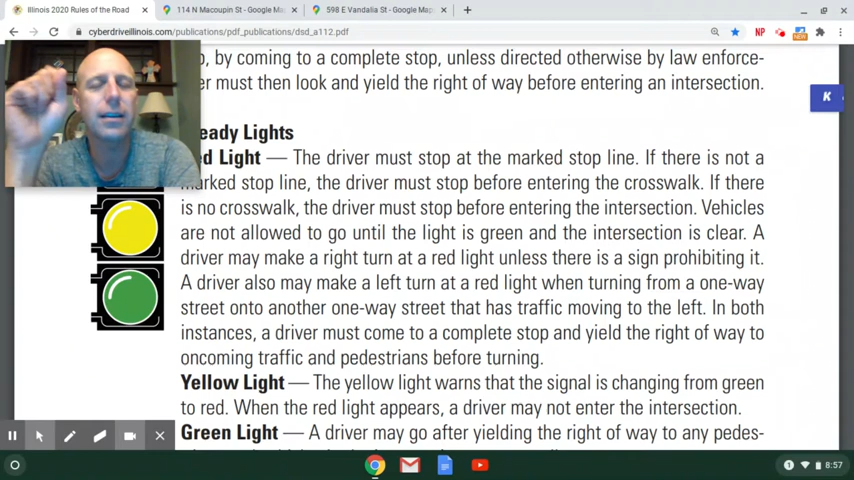 Illinois 2020 Rules of the Road
114 N Macoupin St - Google Ma
598 E Vandalia St - Google Map
cyberdriveillinois.com/publications/pdf_publications/dsd_a112.pdf
NP
NEW
by coming to a complete stop, unless directed otherwise by law enforce-
er must then look and yield the right of way before entering an intersection.
K
eady Lights
ed Light — The driver must stop at the marked stop line. If there is not a
marked stop line, the driver must stop before entering the crosswalk. If there
is no crosswalk, the driver must stop before entering the intersection. Vehicles
are not allowed to go until the light is green and the intersection is clear. A
driver may make a right turn at a red light unless there is a sign prohibiting it.
A driver also may make a left turn at a red light when turning from a one-way
street onto another one-way street that has traffic moving to the left. In both
instances, a driver must come to a complete stop and yield the right of way to
oncoming traffic and pedestrians before turning.
Yellow Light — The yellow light warns that the signal is changing from green
to red. When the red light appears, a driver may not enter the intersection.
Green Light — A driver may go after yielding the right of way to any pedes-
1
8:57